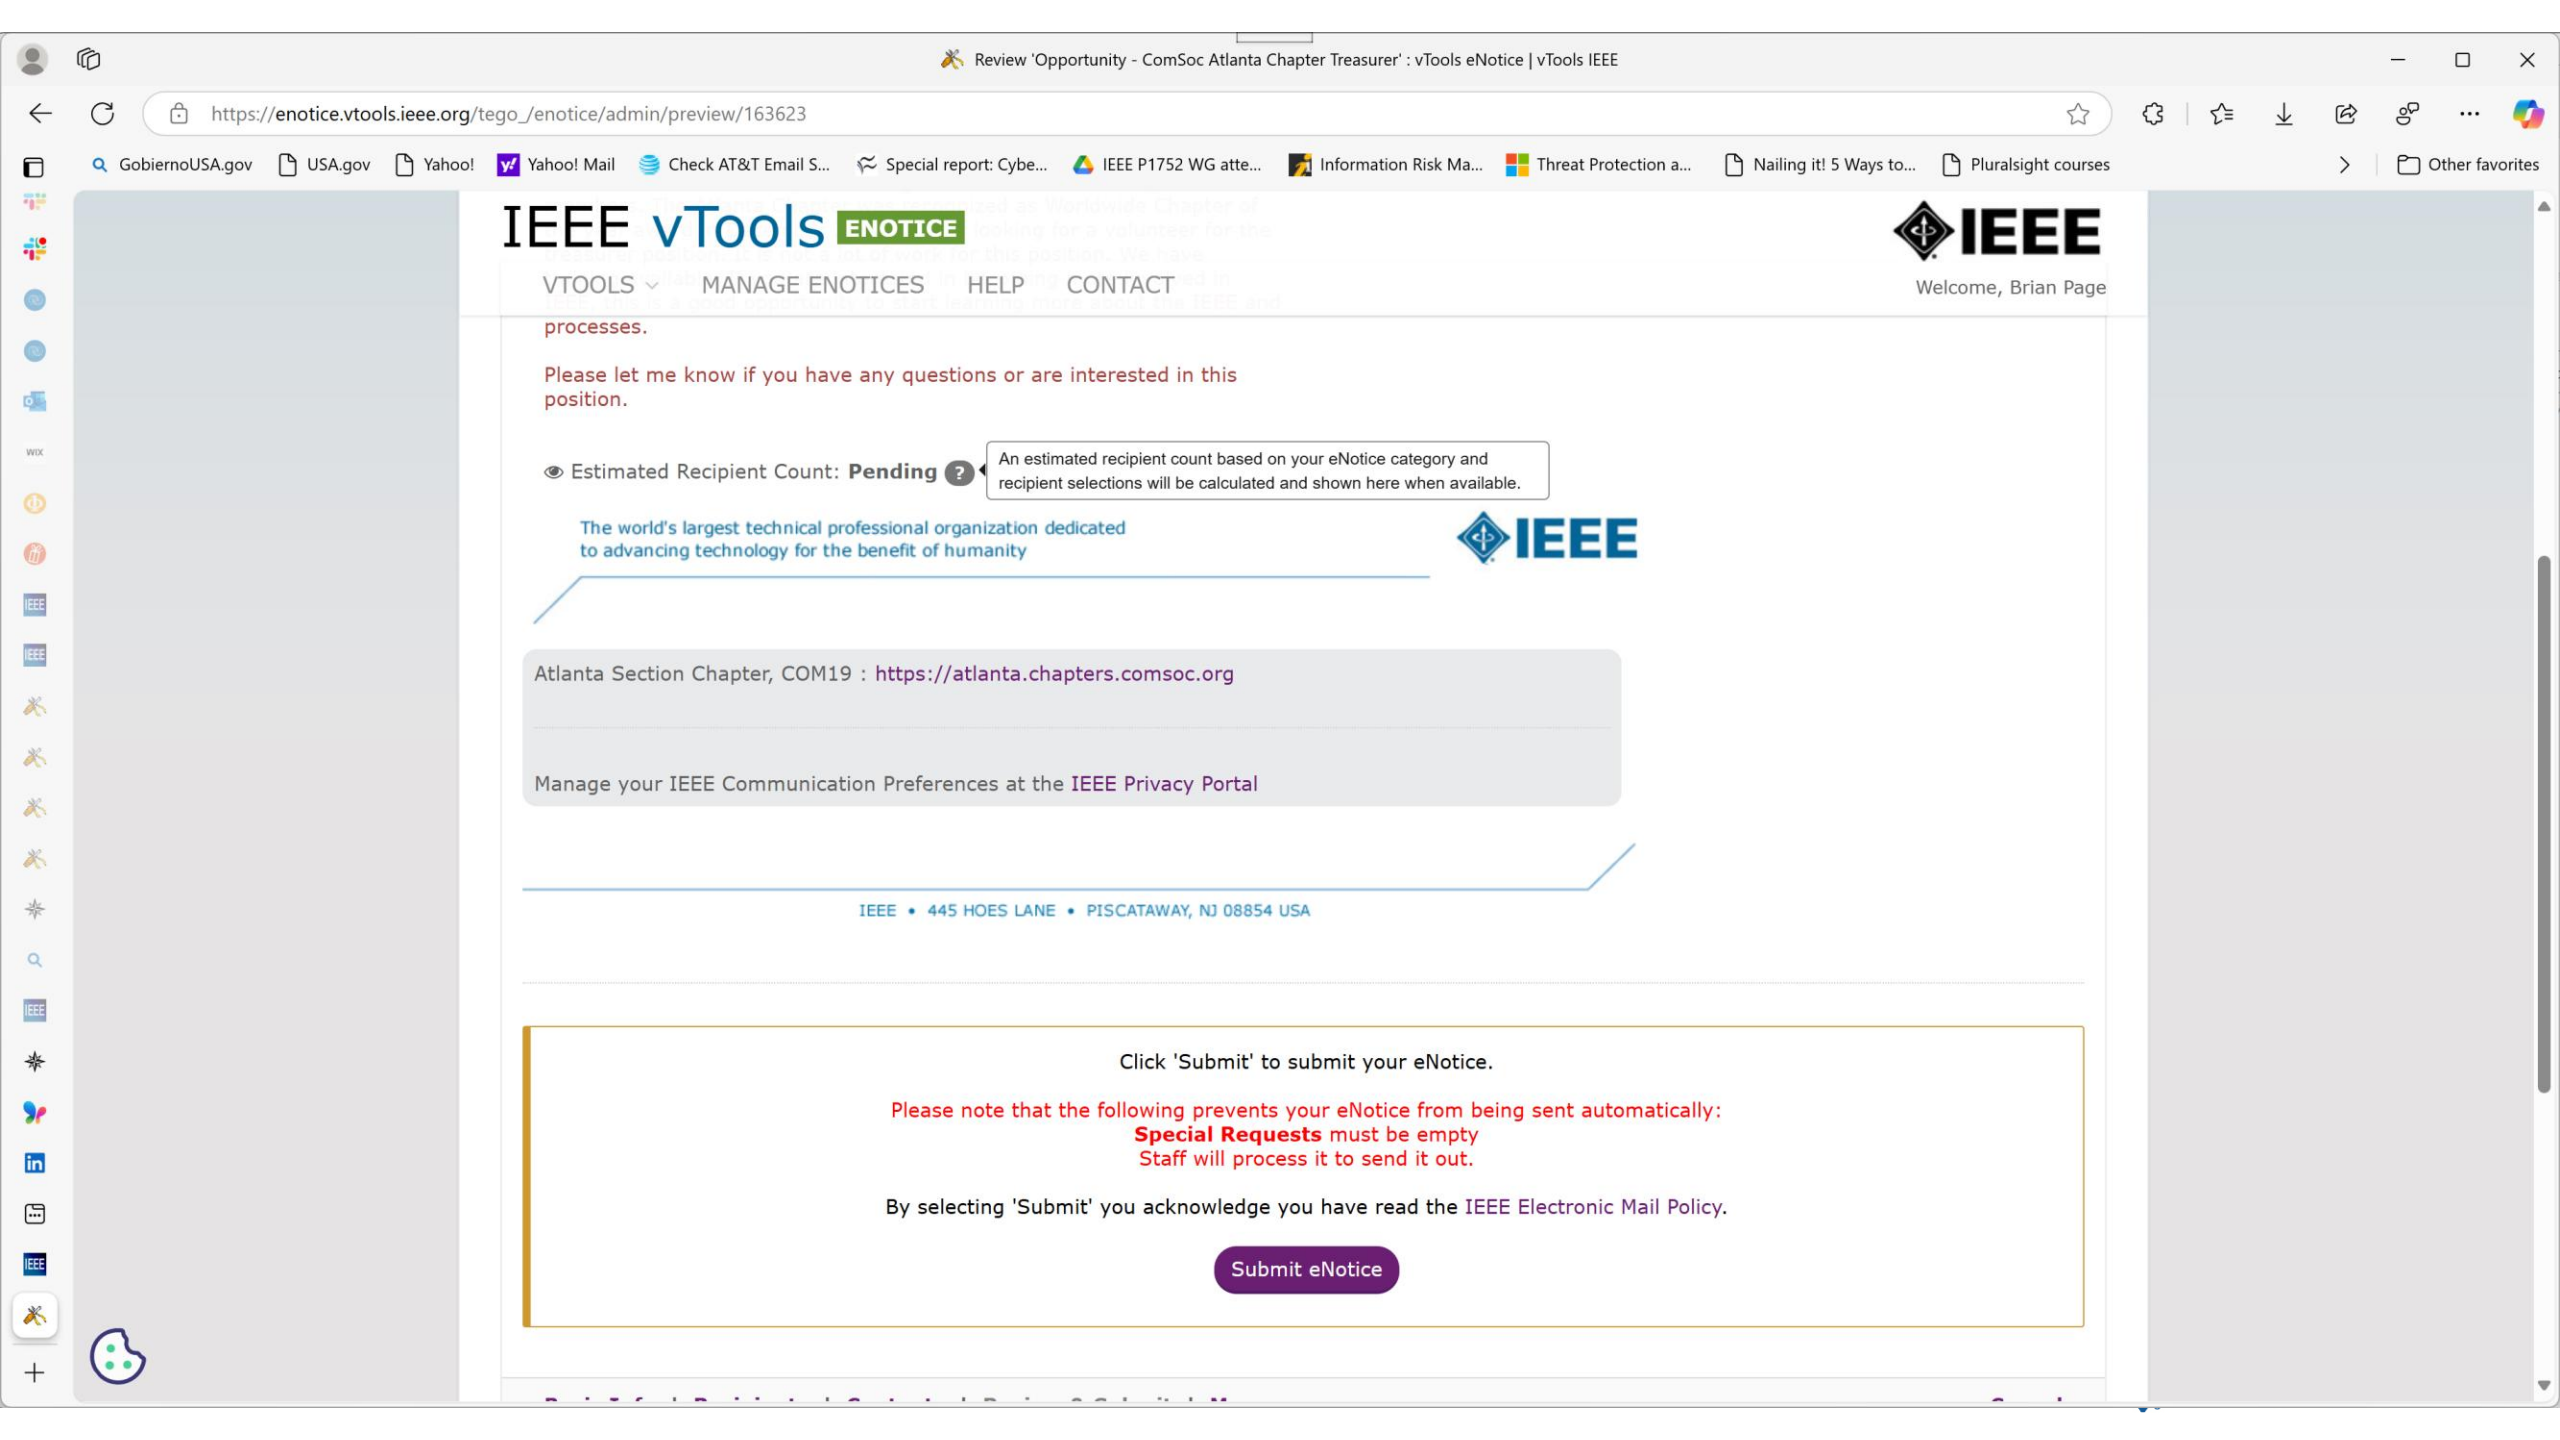 Review 'Opportunity - ComSoc Atlanta Chapter Treasurer' : vTools eNotice | vTools IEEE
https://enotice.vtools.ieee.org/tego_/enotice/admin/preview/163623
GobiernoUSA.gov USA.gov Yahoo! Yahoo! Mail Check AT&T Email S... Special report: Cybe... IEEE P1752 WG atte... Information Risk Ma... Threat Protection a... Nailing it! 5 Ways to... Pluralsight courses Other favorites
IEEE vTools ENOTICE
IEEE
VTOOLS MANAGE ENOTICES HELP CONTACT
Welcome, Brian Page
processes.
Please let me know if you have any questions or are interested in this
position.
Estimated Recipient Count: Pending ?
An estimated recipient count based on your eNotice category and
recipient selections will be calculated and shown here when available.
The world's largest technical professional organization dedicated
to advancing technology for the benefit of humanity
IEEE
Atlanta Section Chapter, COM19 : https://atlanta.chapters.comsoc.org
Manage your IEEE Communication Preferences at the IEEE Privacy Portal
IEEE • 445 HOES LANE • PISCATAWAY, NJ 08854 USA
Click 'Submit' to submit your eNotice.
Please note that the following prevents your eNotice from being sent automatically:
Special Requests must be empty
Staff will process it to send it out.
By selecting 'Submit' you acknowledge you have read the IEEE Electronic Mail Policy.
Submit eNotice
WIX
IEEE
IEEE
IEEE
in
IEEE